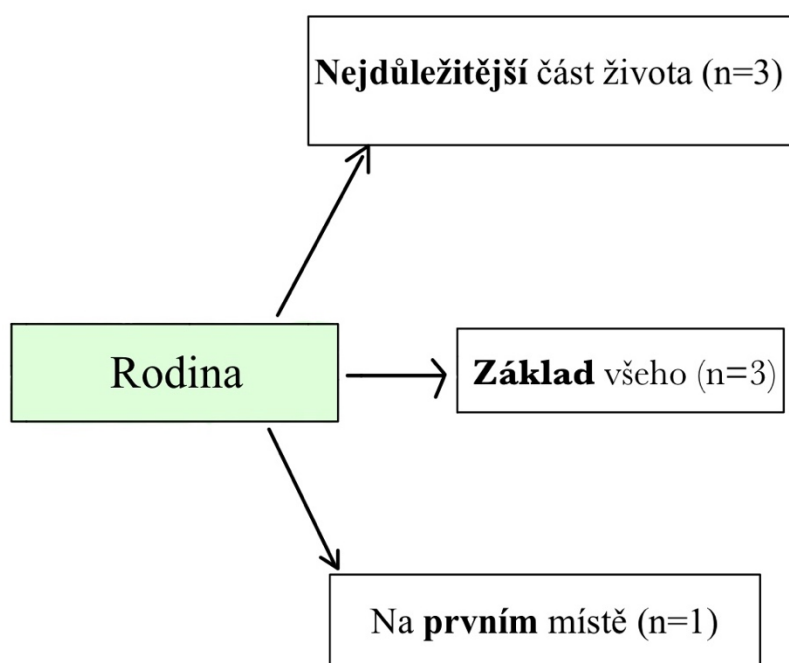 Nejdůležitější část života (n=3)
Rodina
Základ všeho (n=3)
Na prvním místě (n=1)